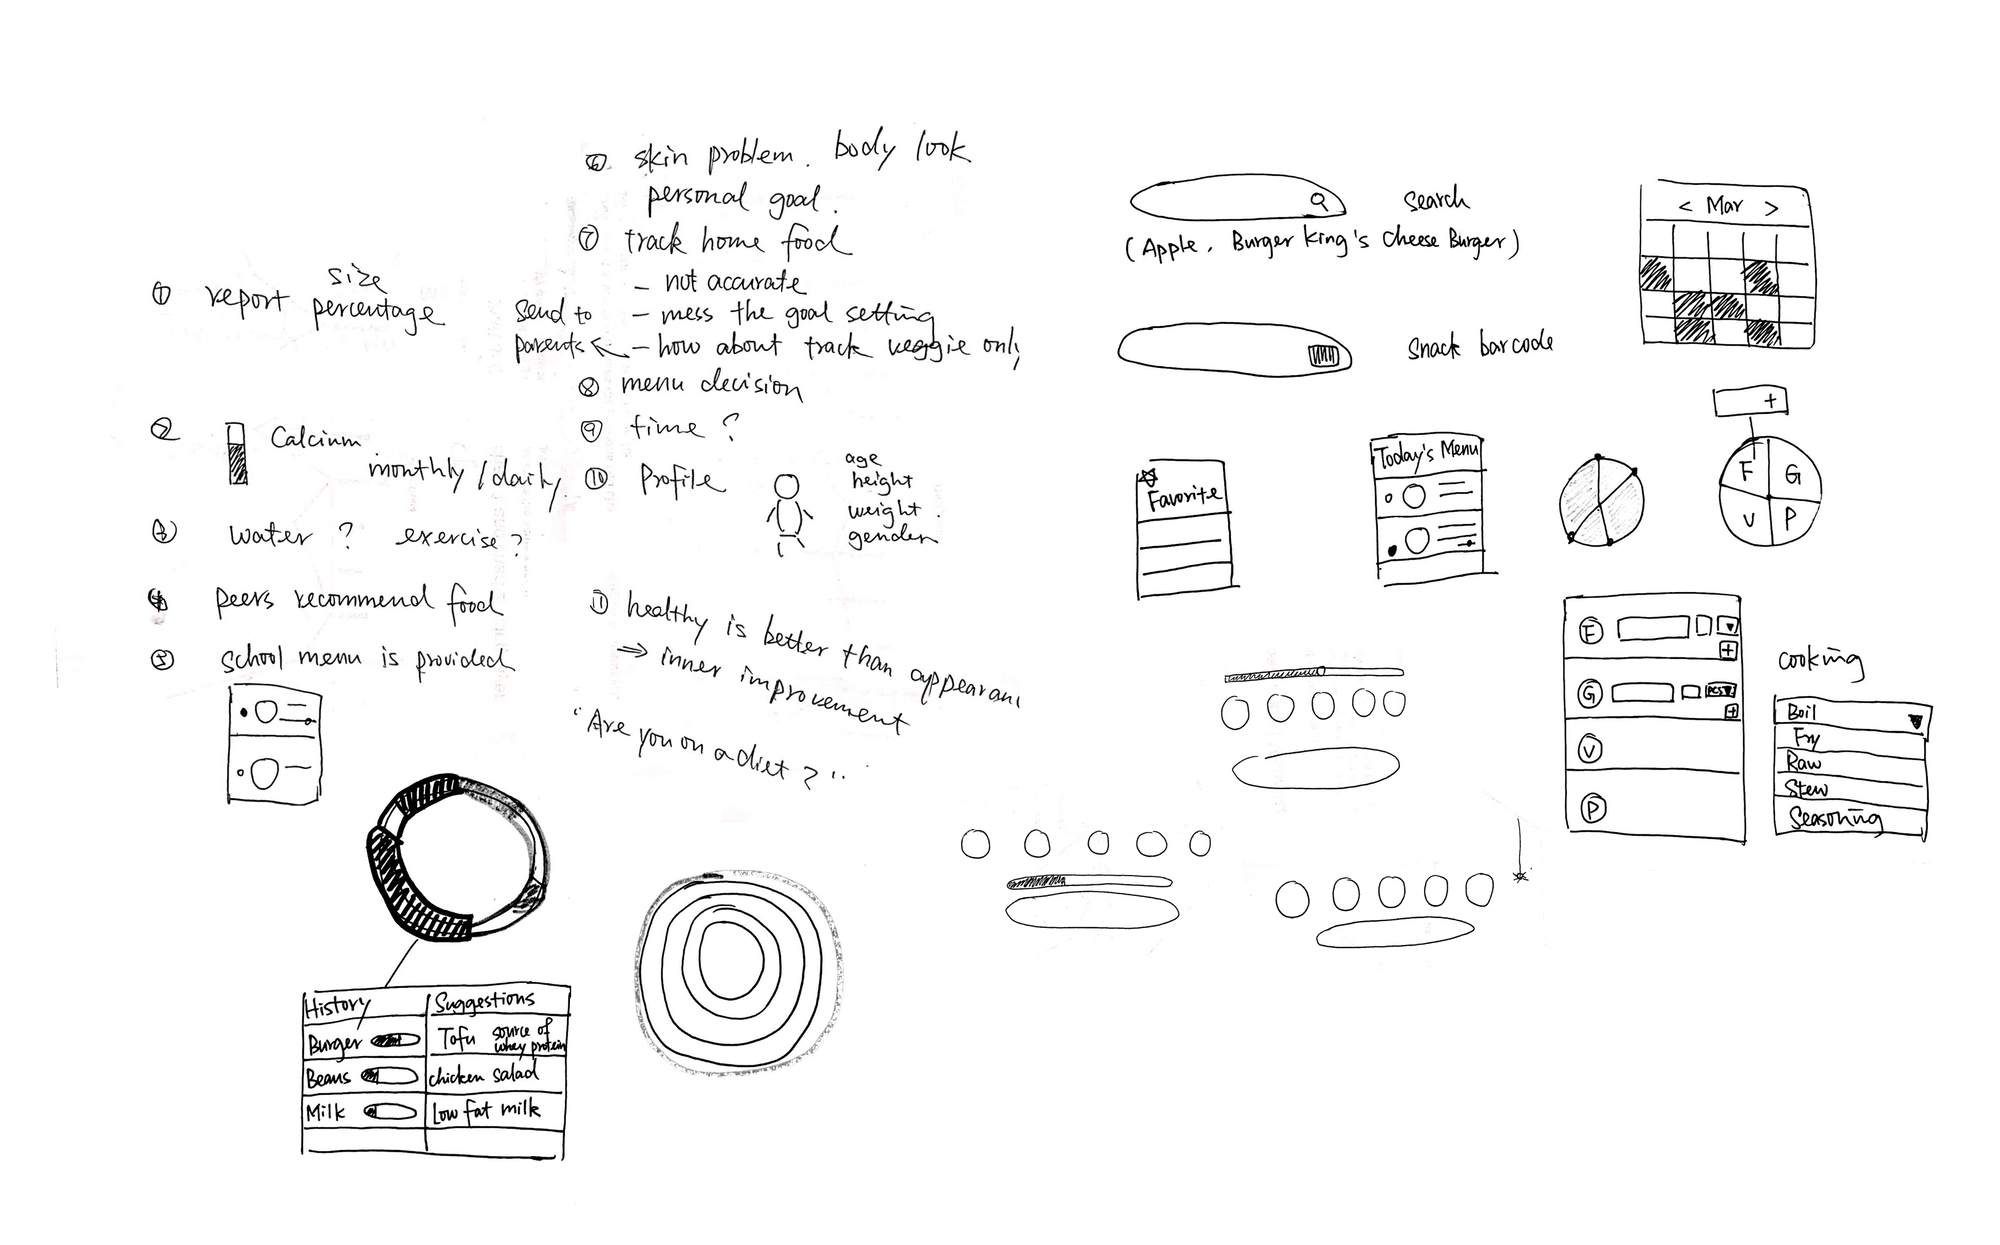 ① report size percentage
② Calcium
monthly / daily
③ water? exercise?
④ peers recommend food
⑤ school menu is provided
⑥ skin problem. body look
personal goal.
⑦ track home food
- not accurate
- mess the goal setting
- how about track veggie only
send to
parents
⑧ menu decision
⑨ time?
⑩ Profile
age
height
weight.
gender
⑪ healthy is better than appearanc
⇒ inner improvement
"Are you on a diet?"
History
Suggestions
Burger
Tofu source of
whey protein
Beans
chicken salad
Milk
Low fat milk
search
(Apple, Burger King's Cheese Burger)
Snack barcode
< Mar >
Favorite
Today's Menu
+
F G
V P
F
+
G
pcs
+
V
P
cooking
Boil
Fry
Raw
Stew
Seasoning